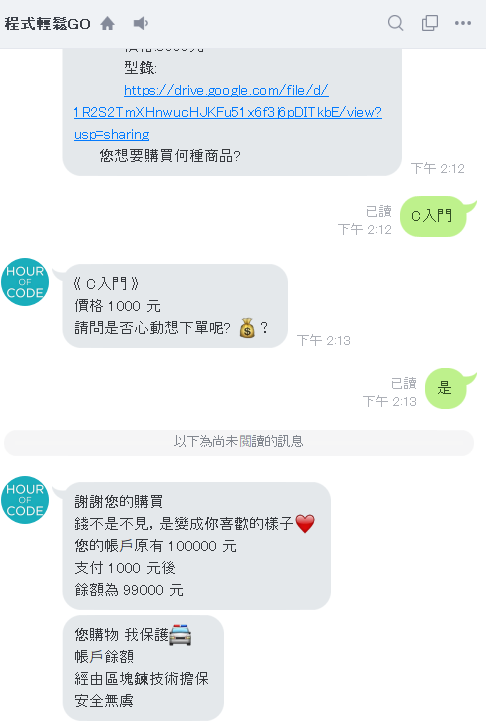 程式輕鬆GO
型錄:
https://drive.google.com/file/d/
1R2S2TmXHnwucHJKFu51x6f3j6pDITkbE/view?
usp=sharing
您想要購買何種商品?
下午 2:12
已讀
下午 2:12
C入門
HOUR
OF
CODE
《 C入門 》
價格 1000 元
請問是否心動想下單呢? 💰 ?
下午 2:13
已讀
下午 2:13
是
以下為尚未閱讀的訊息
HOUR
OF
CODE
謝謝您的購買
錢不是不見, 是變成你喜歡的樣子❤
您的帳戶原有 100000 元
支付 1000 元後
餘額為 99000 元
您購物 我保護🚔
帳戶餘額
經由區塊鍊技術擔保
安全無虞